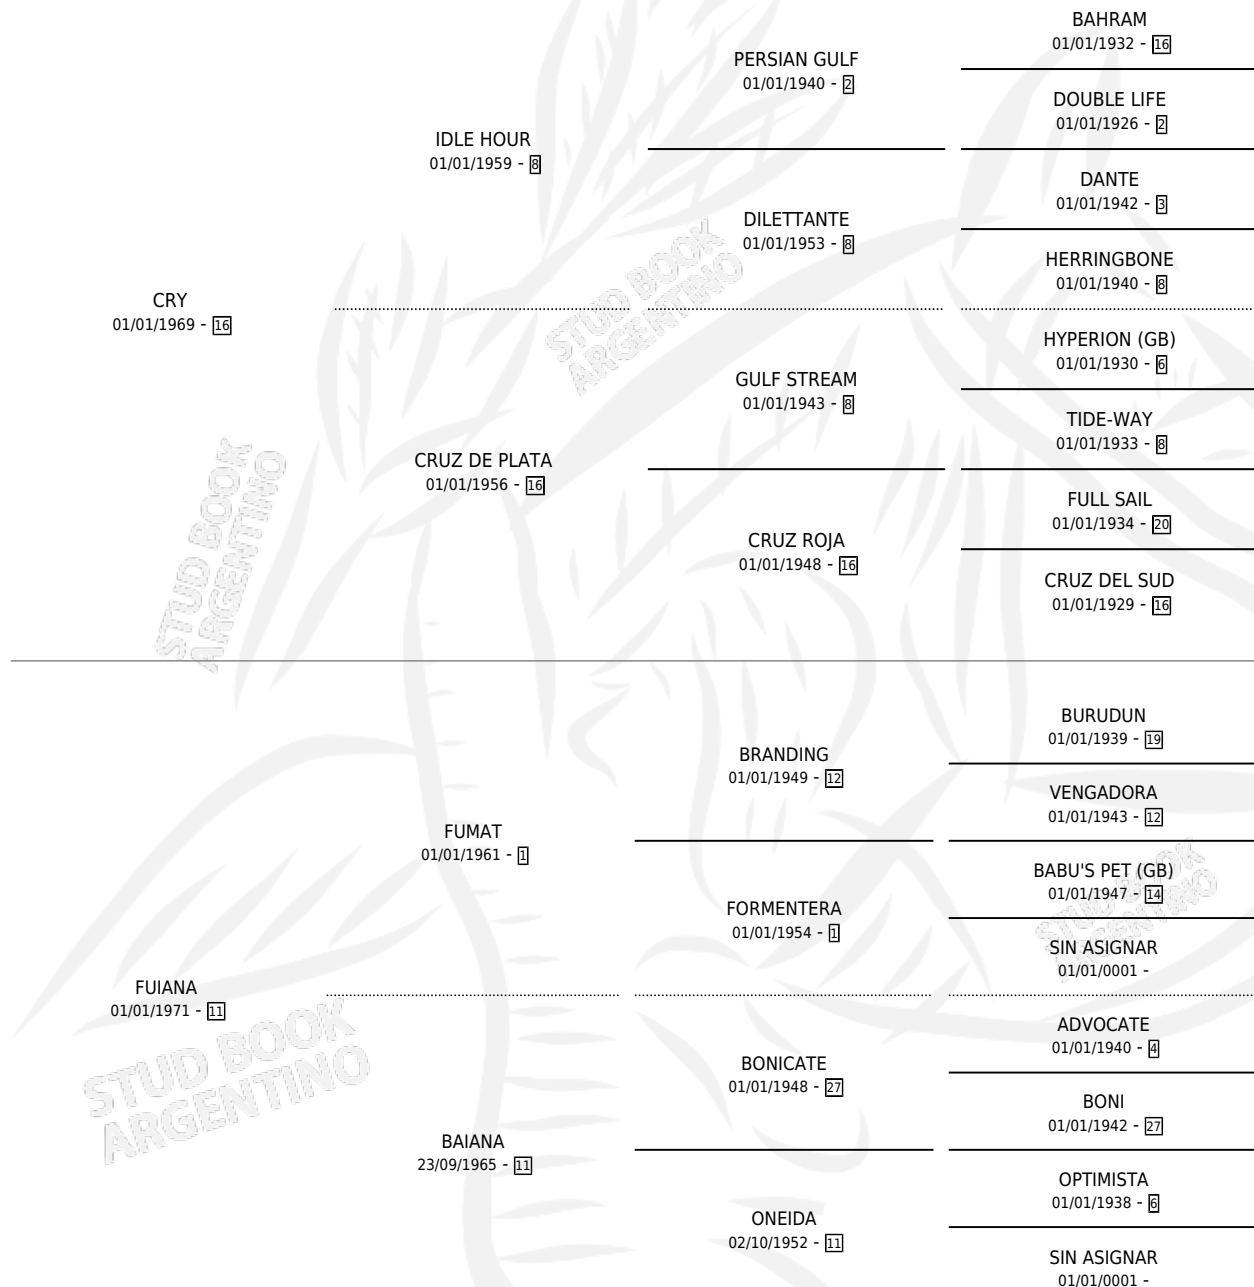 BAHRAM
01/01/1932 - 16
PERSIAN GULF
01/01/1940 - 2
DOUBLE LIFE
01/01/1926 - 2
IDLE HOUR
01/01/1959 - 8
DANTE
01/01/1942 - 3
DILETTANTE
01/01/1953 - 8
HERRINGBONE
01/01/1940 - 8
STUD BOOK
ARGENTINO
CRY
01/01/1969 - 16
HYPERION (GB)
01/01/1930 - 6
GULF STREAM
01/01/1943 - 8
TIDE-WAY
01/01/1933 - 8
CRUZ DE PLATA
01/01/1956 - 16
FULL SAIL
01/01/1934 - 20
CRUZ ROJA
01/01/1948 - 16
CRUZ DEL SUD
01/01/1929 - 16
STUD BOOK
ARGENTINO
BURUDUN
01/01/1939 - 19
BRANDING
01/01/1949 - 12
VENGADORA
01/01/1943 - 12
FUMAT
01/01/1961 - 1
BABU'S PET (GB)
01/01/1947 - 14
FORMENTERA
01/01/1954 - 1
SIN ASIGNAR
01/01/0001 -
STUD BOOK
ARGENTINO
FUIANA
01/01/1971 - 11
ADVOCATE
01/01/1940 - 4
BONICATE
01/01/1948 - 27
BONI
01/01/1942 - 27
STUD BOOK
ARGENTINO
BAIANA
23/09/1965 - 11
OPTIMISTA
01/01/1938 - 6
ONEIDA
02/10/1952 - 11
SIN ASIGNAR
01/01/0001 -